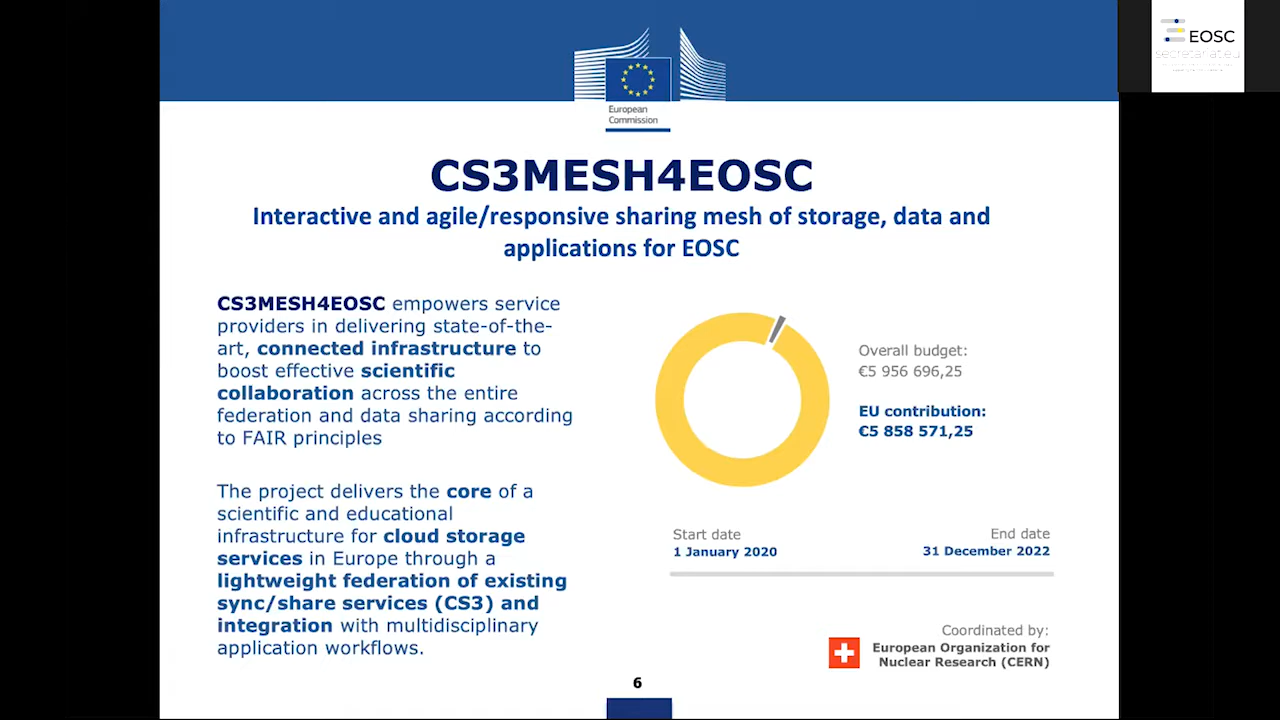 EOSC
European
Commission
CS3MESH4EOSC
Interactive and agile/responsive sharing mesh of storage, data and
applications for EOSC
CS3MESH4EOSC empowers service
providers in delivering state-of-the-
art, connected infrastructure to
boost effective scientific
collaboration across the entire
federation and data sharing according
to FAIR principles
The project delivers the core of a
scientific and educational
infrastructure for cloud storage
services in Europe through a
lightweight federation of existing
sync/share services (CS3) and
integration with multidisciplinary
application workflows.
Overall budget:
€5 956 696,25
EU contribution:
€5 858 571,25
Start date
1 January 2020
End date
31 December 2022
Coordinated by:
European Organization for
Nuclear Research (CERN)
6